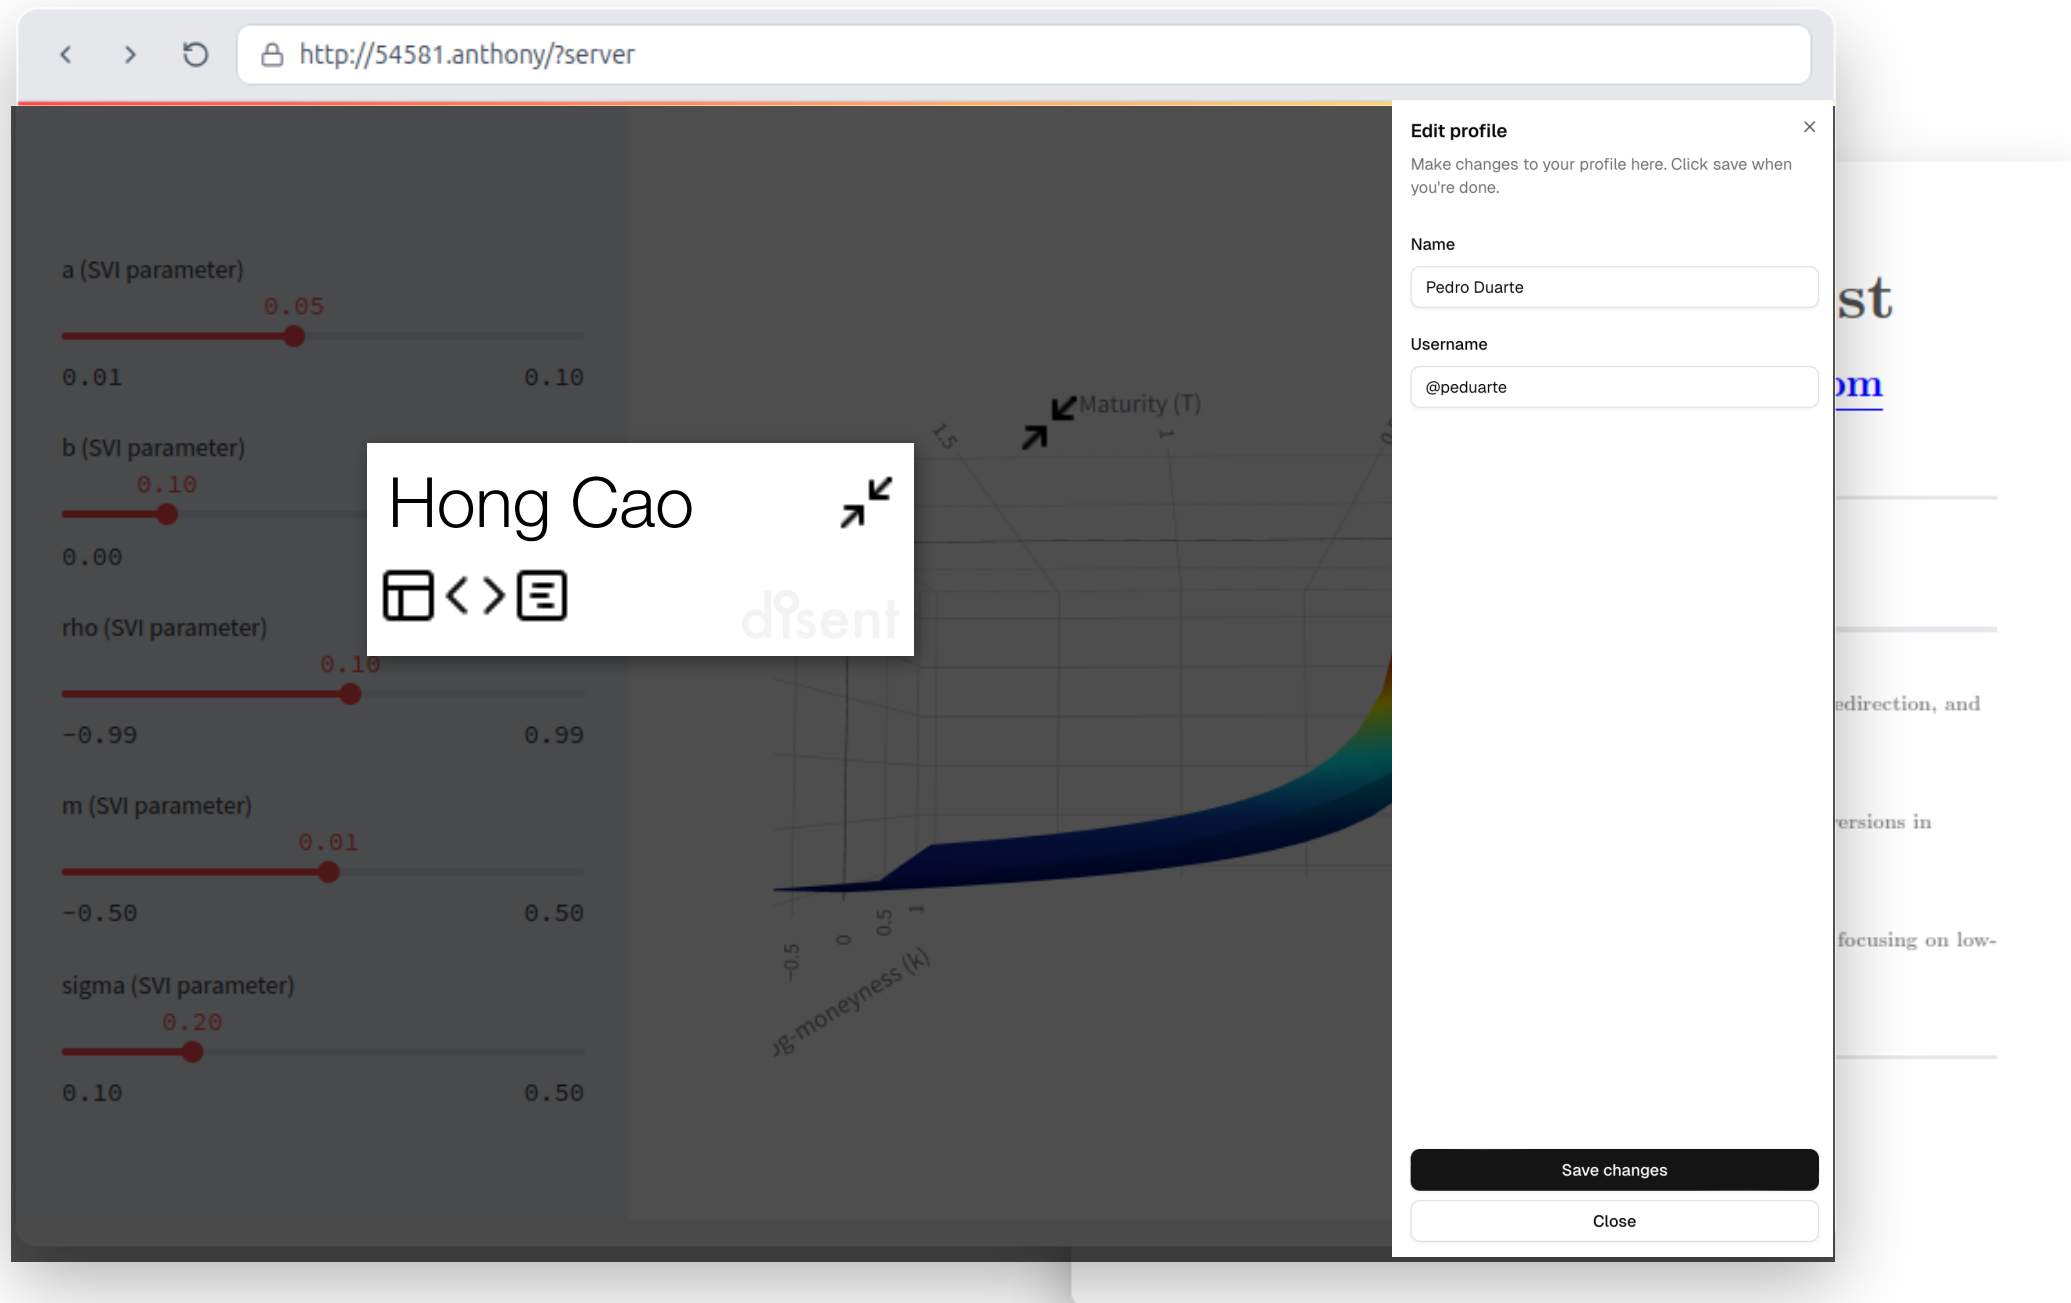 http://54581.anthony/?server
a (SVI parameter)
0.05
0.01 0.10
b (SVI parameter)
0.10
0.00
rho (SVI parameter)
0.10
-0.99 0.99
m (SVI parameter)
0.01
-0.50 0.50
sigma (SVI parameter)
0.20
0.10 0.50
Hong Cao
disent
Maturity (T)
1.5
1
-0.5
0
0.5
1
og-moneyness (k)
Edit profile
Make changes to your profile here. Click save when
you're done.
Name
Pedro Duarte
Username
@peduarte
Save changes
Close
st
om
edirection, and
ersions in
focusing on low-